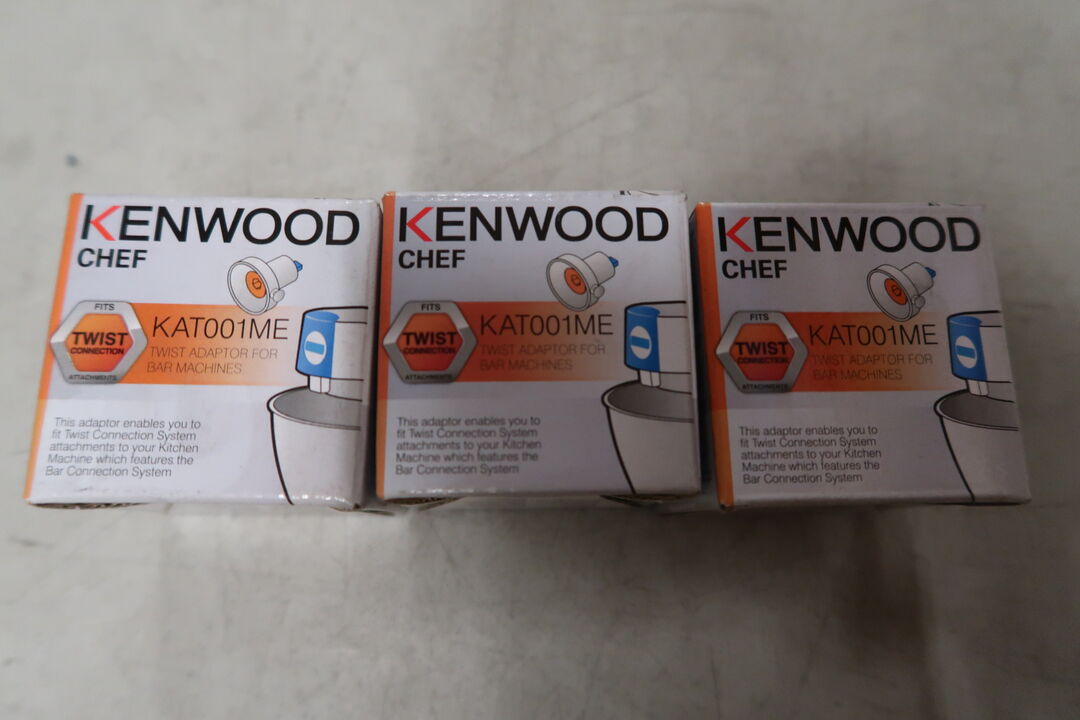 KENWOOD
CHEF
FITS
TWIST
CONNECTION
ATTACHMENTS
KAT001ME
TWIST ADAPTOR FOR
BAR MACHINES
This adaptor enables you to
fit Twist Connection System
attachments to your Kitchen
Machine which features the
Bar Connection System
KENWOOD
CHEF
FITS
TWIST
CONNECTION
ATTACHMENTS
KAT001ME
TWIST ADAPTOR FOR
BAR MACHINES
This adaptor enables you to
fit Twist Connection System
attachments to your Kitchen
Machine which features the
Bar Connection System
KENWOOD
CHEF
FITS
TWIST
CONNECTION
ATTACHMENTS
KAT001ME
TWIST ADAPTOR FOR
BAR MACHINES
This adaptor enables you to
fit Twist Connection System
attachments to your Kitchen
Machine which features the
Bar Connection System